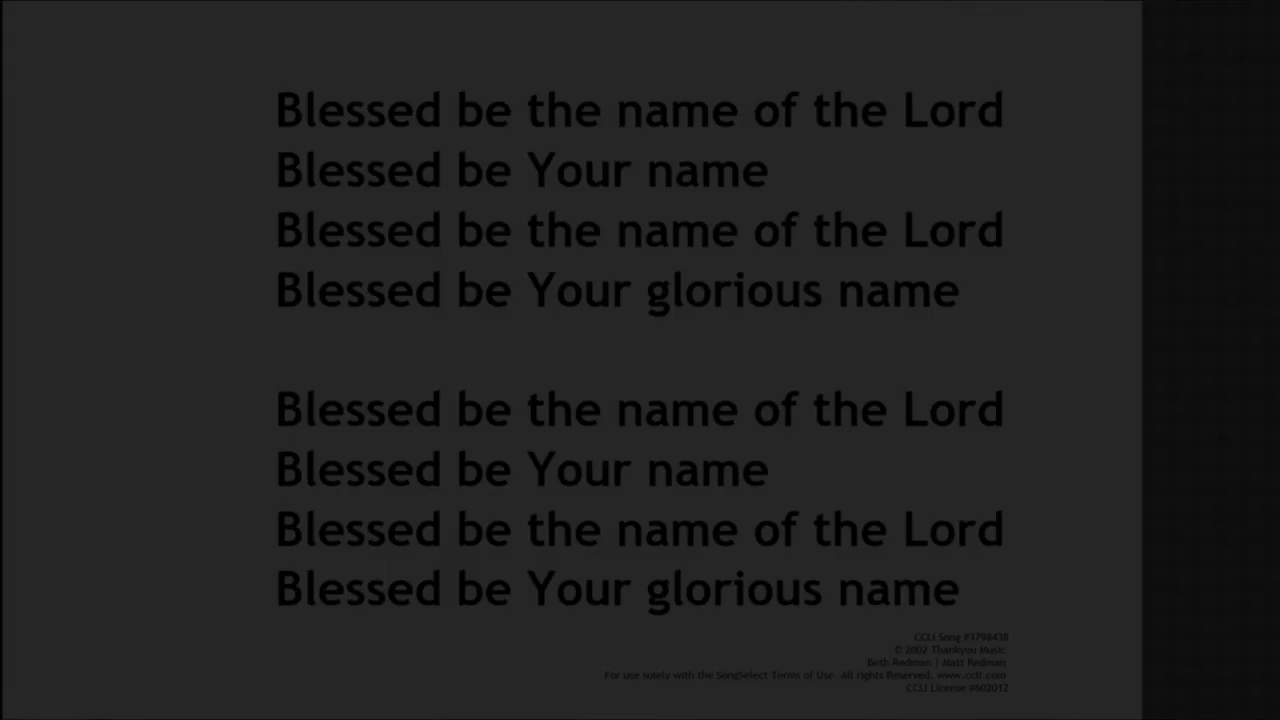 Blessed be the name of the Lord
Blessed be Your name
Blessed be the name of the Lord
Blessed be Your glorious name
Blessed be the name of the Lord
Blessed be Your name
Blessed be the name of the Lord
Blessed be Your glorious name
CCLI Song #3798438
© 2002 Thankyou Music
Beth Redman | Matt Redman
For use solely with the SongSelect Terms of Use. All rights Reserved. www.ccli.com
CCLI License #602012